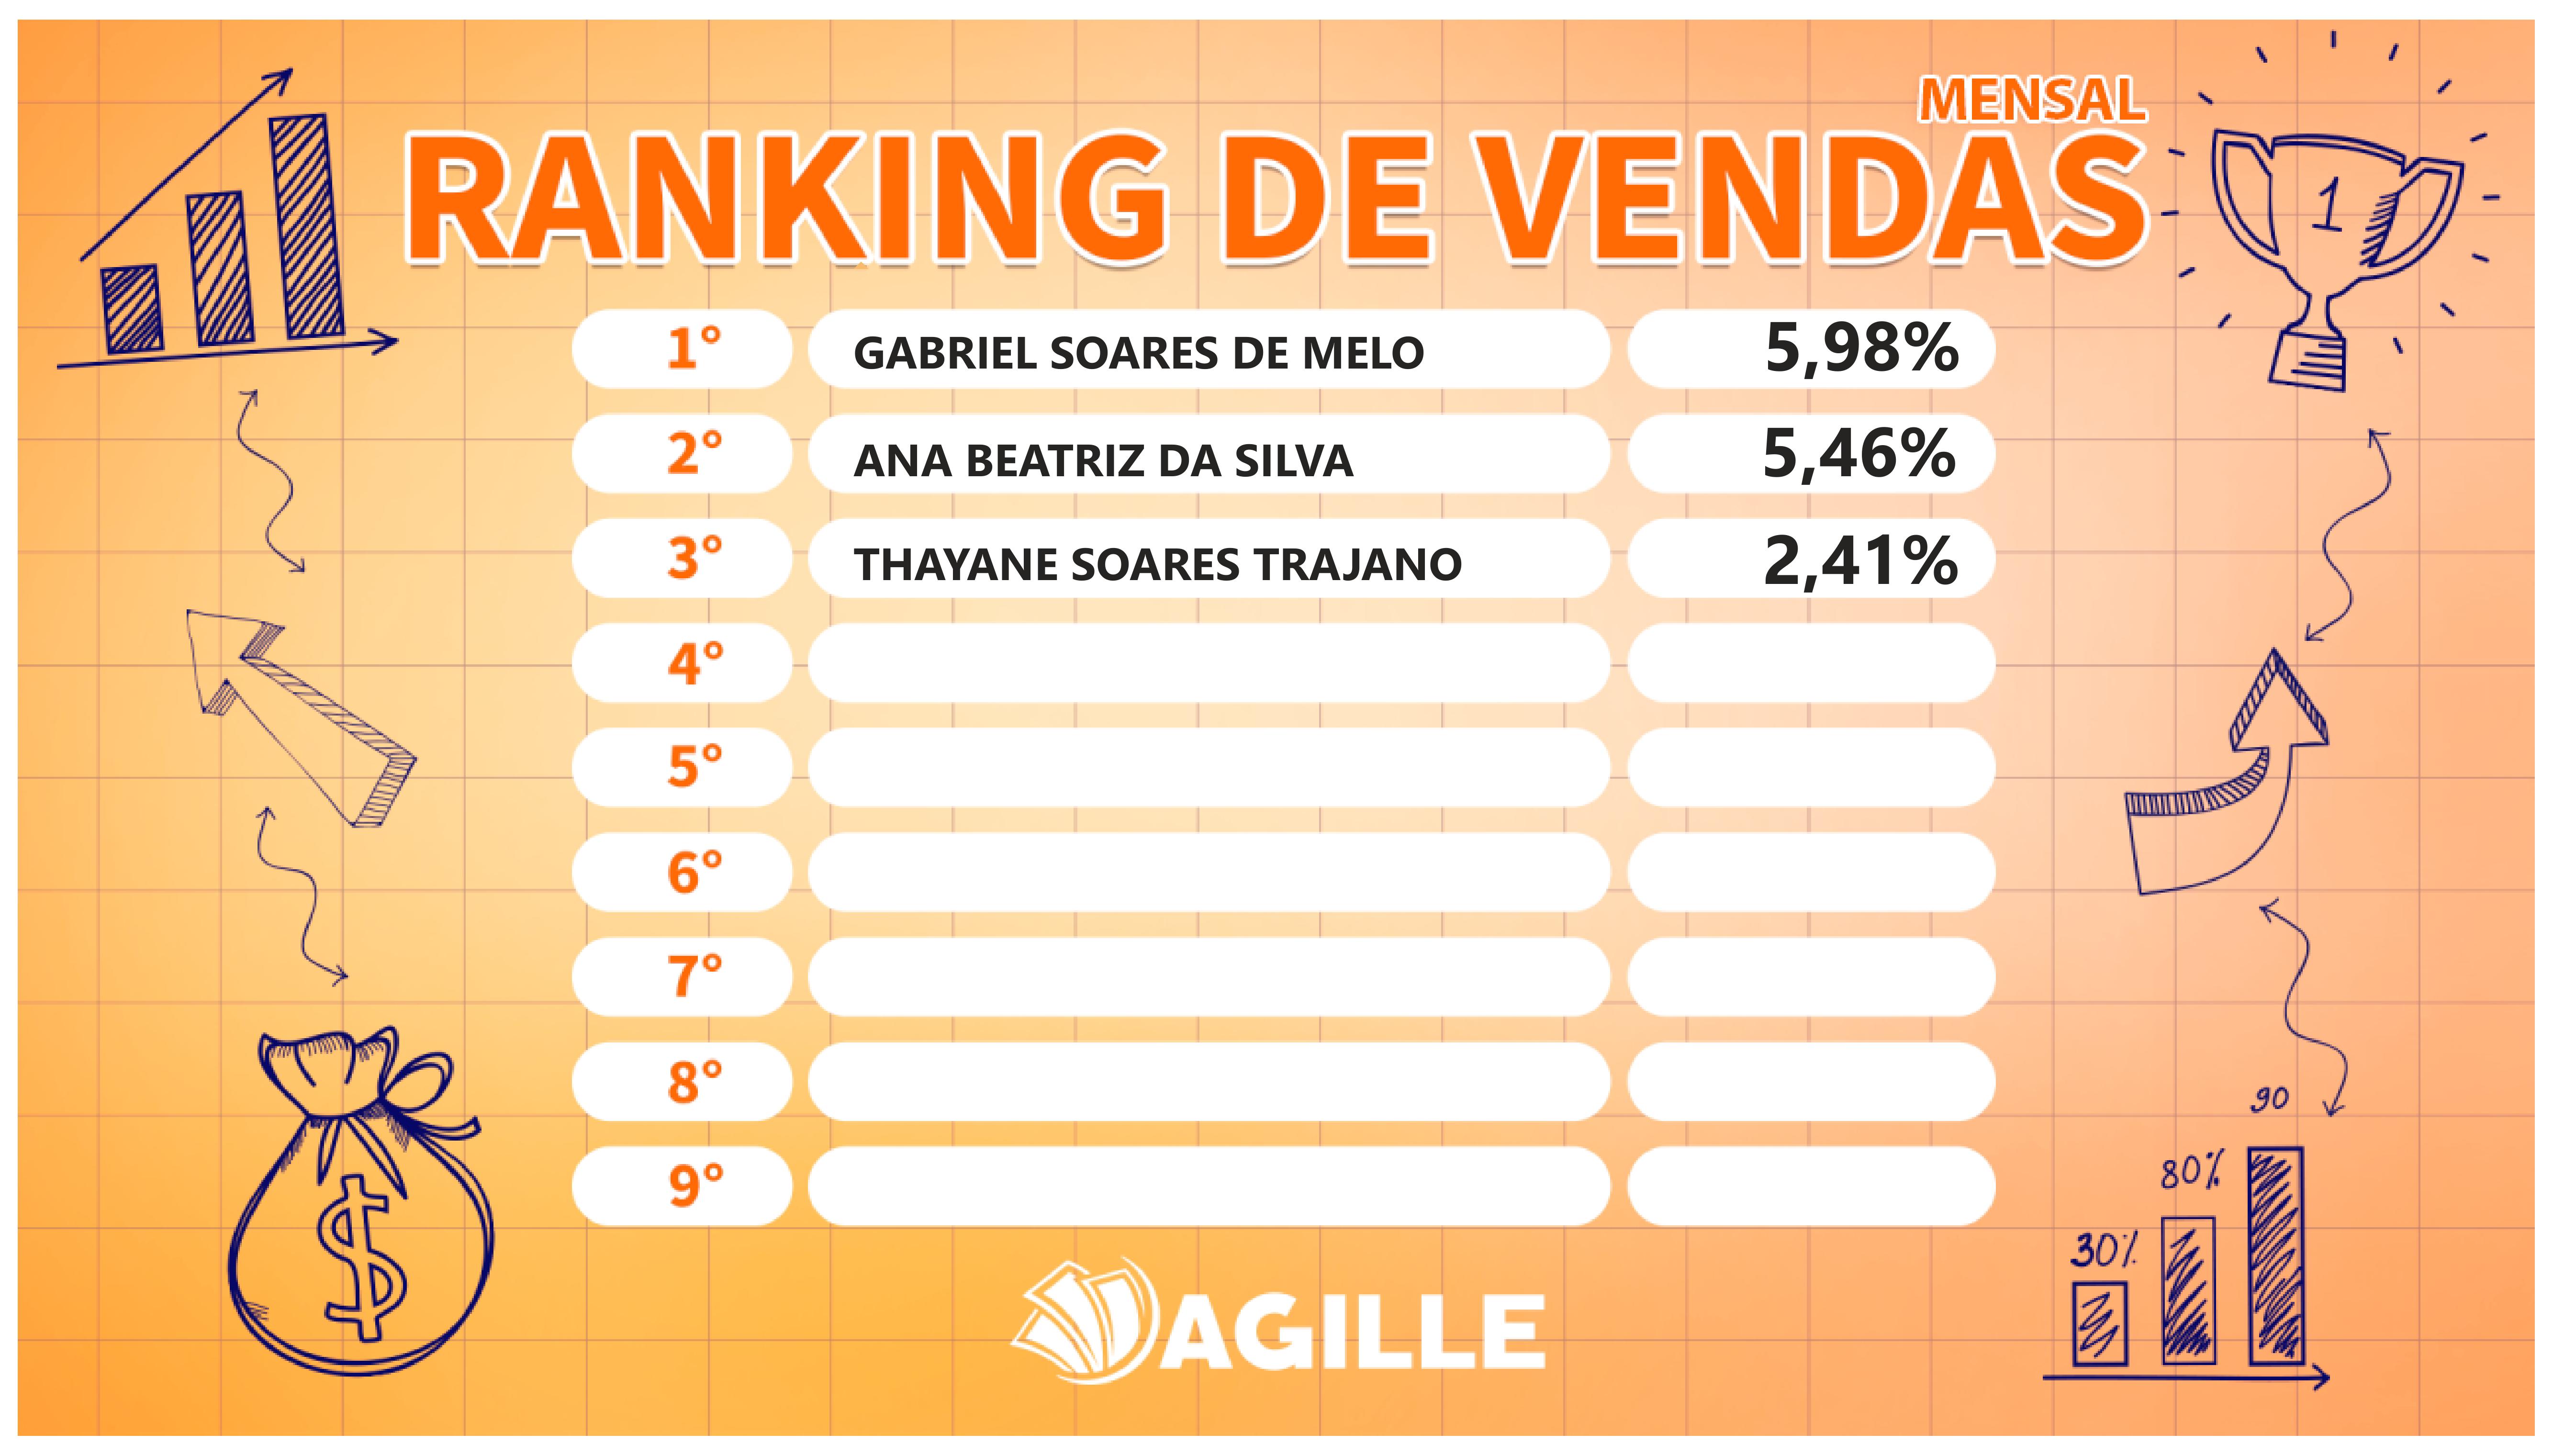 MENSAL
RANKING DE VENDAS
1
1° GABRIEL SOARES DE MELO 5,98%
2° ANA BEATRIZ DA SILVA 5,46%
3° THAYANE SOARES TRAJANO 2,41%
4°
5°
6°
7°
8°
9°
90
80%
30%
$
AGILLE